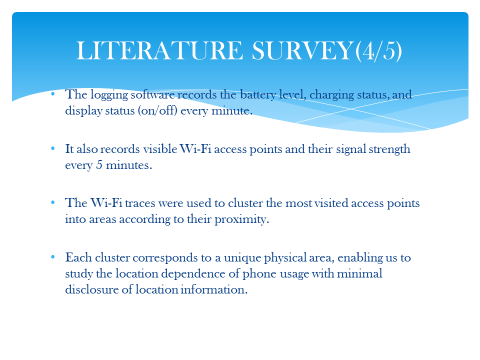 LITERATURE SURVEY(4/5)
• The logging software records the battery level, charging status, and
display status (on/off) every minute.
• It also records visible Wi-Fi access points and their signal strength
every 5 minutes.
• The Wi-Fi traces were used to cluster the most visited access points
into areas according to their proximity.
• Each cluster corresponds to a unique physical area, enabling us to
study the location dependence of phone usage with minimal
disclosure of location information.